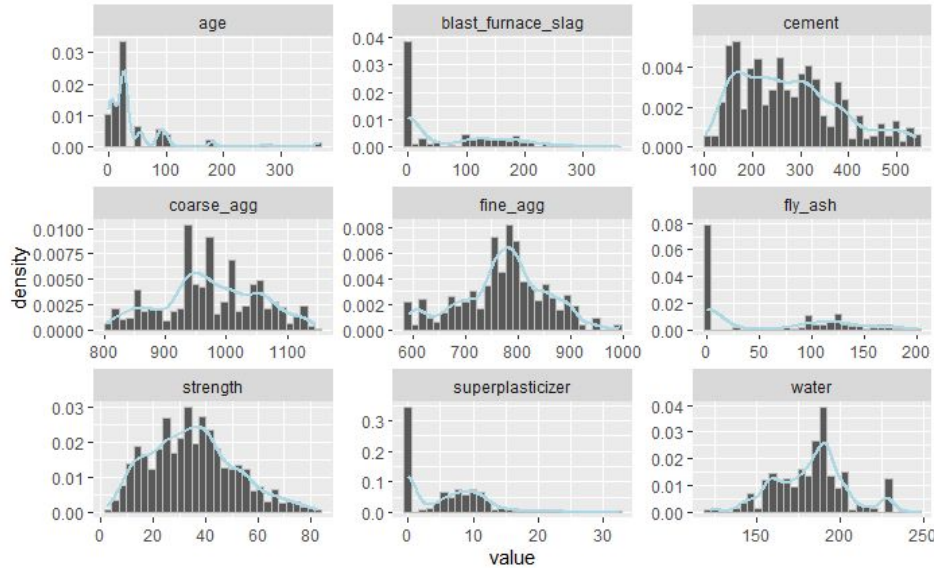 age
0.03
0.02
0.01
0.00
0 100 200 300
blast_furnace_slag
0.04
0.03
0.02
0.01
0.00
0 100 200 300
cement
0.004
0.002
0.000
100 200 300 400 500
coarse_agg
0.0100
0.0075
0.0050
0.0025
0.0000
800 900 1000 1100
fine_agg
0.008
0.006
0.004
0.002
0.000
600 700 800 900 1000
fly_ash
0.08
0.06
0.04
0.02
0.00
0 50 100 150 200
strength
0.03
0.02
0.01
0.00
0 20 40 60 80
superplasticizer
0.3
0.2
0.1
0.0
0 10 20 30
water
0.04
0.03
0.02
0.01
0.00
150 200 250
density
value